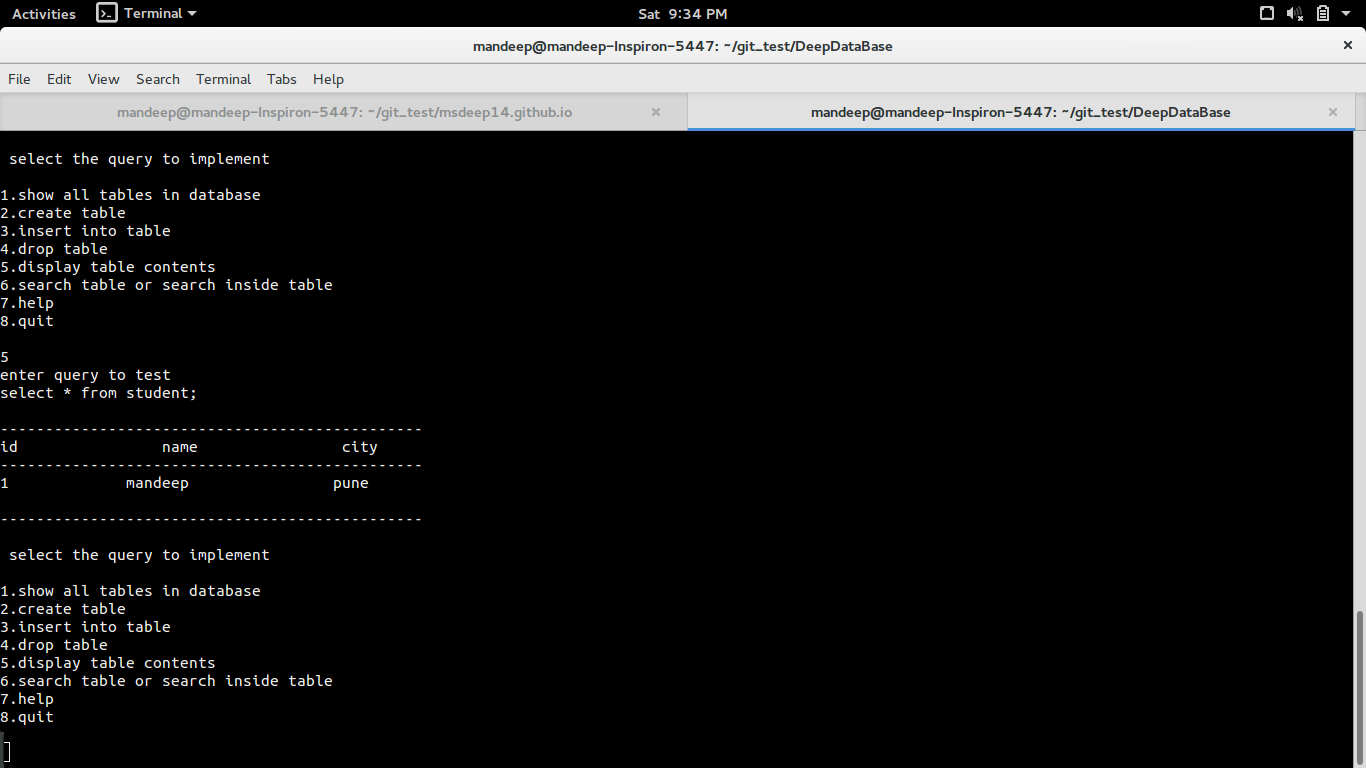 Activities Terminal Sat 9:34 PM
mandeep@mandeep-Inspiron-5447: ~/git_test/DeepDataBase
File Edit View Search Terminal Tabs Help
mandeep@mandeep-Inspiron-5447: ~/git_test/msdeep14.github.io mandeep@mandeep-Inspiron-5447: ~/git_test/DeepDataBase
select the query to implement
1.show all tables in database
2.create table
3.insert into table
4.drop table
5.display table contents
6.search table or search inside table
7.help
8.quit
5
enter query to test
select * from student;
-----------------------------------------------
id name city
-----------------------------------------------
1 mandeep pune
-----------------------------------------------
select the query to implement
1.show all tables in database
2.create table
3.insert into table
4.drop table
5.display table contents
6.search table or search inside table
7.help
8.quit